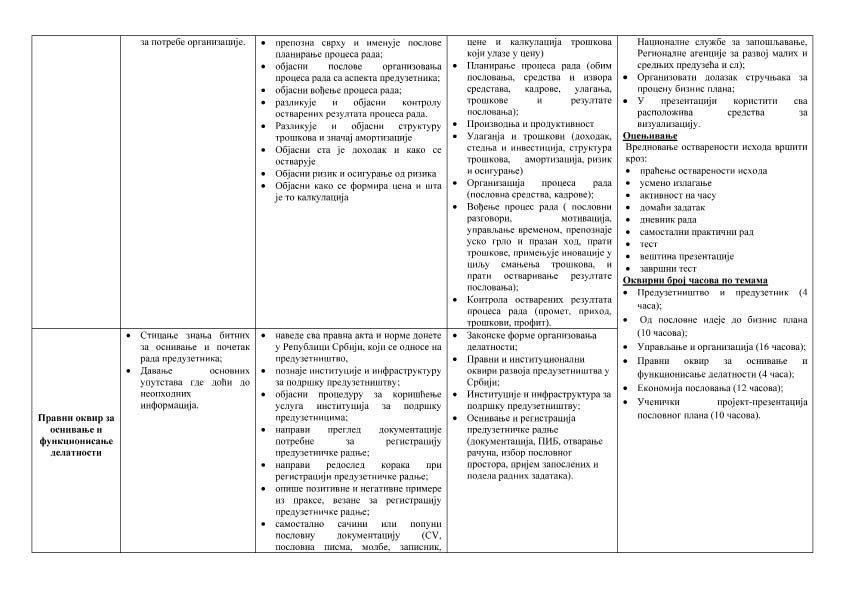 за потребе организације.
• препозна сврху и именује послове
планирање процеса рада;
• објасни послове организовања
процеса рада са аспекта предузетника;
• објасни вођење процеса рада;
• разликује и објасни контролу
остварених резултата процеса рада.
• Разликује и објасни структуру
трошкова и значај амортизације
• Објасни ста је доходак и како се
остварује
• Објасни ризик и осигурање од ризика
• Објасни како се формира цена и шта
је то калкулација
цене и калкулација трошкова
који улазе у цену)
• Планирање процеса рада (обим
пословања, средства и извора
средстава, кадрове, улагања,
трошкове и резултате
пословања);
• Производња и продуктивност
• Улагања и трошкови (доходак,
стедња и инвестиција, структура
трошкова, амортизација, ризик
и осигурање)
• Организација процеса рада
(пословна средства, кадрове);
• Вођење процес рада ( пословни
разговори, мотивација,
управљање временом, препознаје
уско грло и празан ход, прати
трошкове, примењује иновације у
циљу смањења трошкова, и
прати остваривање резултате
пословања);
• Контрола остварених резултата
процеса рада (промет, приход,
трошкови, профит).
Националне службе за запошљавање,
Регионалне агенције за развој малих и
средњих предузећа и сл);
• Организовати долазак стручњака за
процену бизнис плана;
• У презентацији користити сва
расположива средства за
визуализацију.
Оцењивање
Вредновање остварености исхода вршити
кроз:
• праћење остварености исхода
• усмено излагање
• активност на часу
• домаћи задатак
• дневник рада
• самостални практични рад
• тест
• вештина презентације
• завршни тест
Оквирни број часова по темама
• Предузетништво и предузетник (4
часа);
• Од пословне идеје до бизнис плана
(10 часова);
• Управљање и организација (16 часова);
• Правни оквир за оснивање и
функционисање делатности (4 часа);
• Економија пословања (12 часова);
• Ученички пројект-презентација
пословног плана (10 часова).
Правни оквир за
оснивање и
функционисање
делатности
• Стицање знања битних
за оснивање и почетак
рада предузетника;
• Давање основних
упутстава где доћи до
неопходних
информација.
• наведе сва правна акта и норме донете
у Републици Србији, који се односе на
предузетништво,
• познаје институције и инфраструктуру
за подршку предузетништву;
• објасни процедуру за коришћење
услуга институција за подршку
предузетницима;
• направи преглед документације
потребне за регистрацију
предузетничке радње;
• направи редослед корака при
регистрацији предузетничке радње;
• опише позитивне и негативне примере
из праксе, везане за регистрацију
предузетничке радње;
• самостално сачини или попуни
пословну документацију (CV,
пословна писма, молбе, записник,
• Законске форме организовања
делатности;
• Правни и институционални
оквири развоја предузетништва у
Србији;
• Институције и инфраструктура за
подршку предузетништву;
• Оснивање и регистрација
предузетничке радње
(документација, ПИБ, отварање
рачуна, избор пословног
простора, пријем запослених и
подела радних задатака).